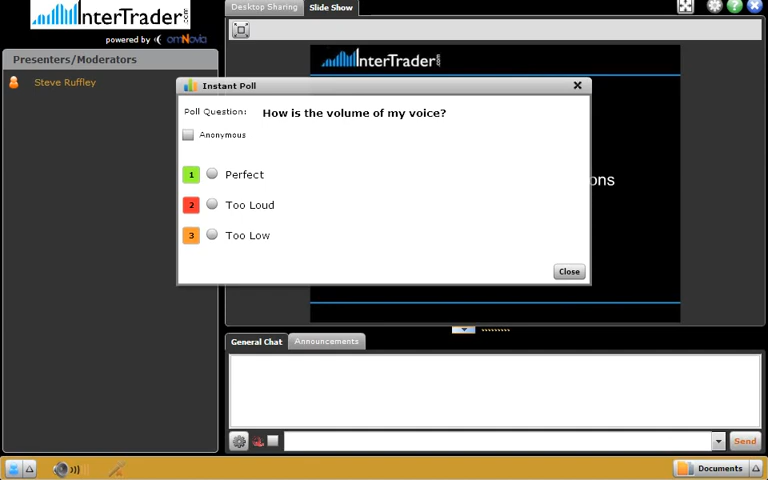 InterTrader.com
powered by omNovia
Desktop Sharing
Slide Show
Presenters/Moderators
Steve Ruffley
InterTrader.com
Instant Poll
Poll Question:
How is the volume of my voice?
Anonymous
1 Perfect
2 Too Loud
3 Too Low
Close
ons
General Chat
Announcements
Send
Documents